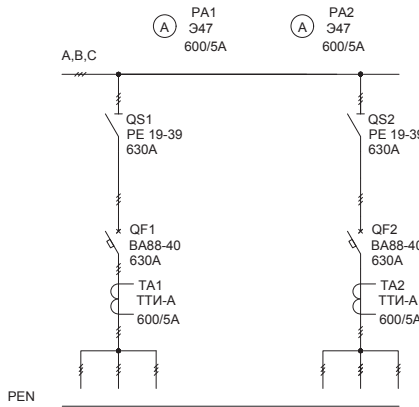 PA1
A
Э47
600/5A
PA2
A
Э47
600/5A
A,B,C
QS1
PE 19-39
630A
QS2
PE 19-39
630A
QF1
BA88-40
630A
QF2
BA88-40
630A
TA1
ТТИ-А
600/5A
TA2
ТТИ-А
600/5A
PEN